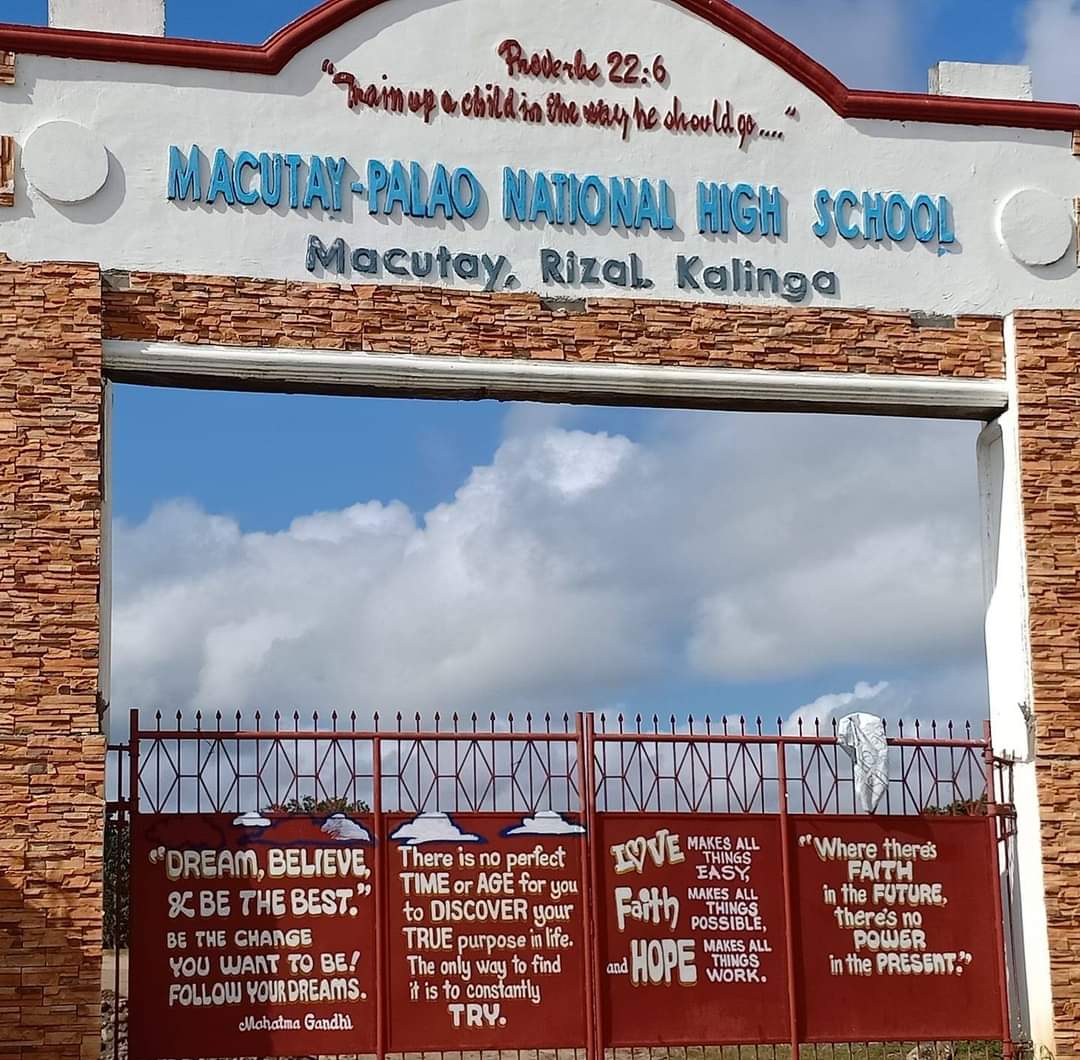 Proverbs 22:6
"Train up a child in the way he should go...."
MACUTAY-PALAO NATIONAL HIGH SCHOOL
Macutay, Rizal, Kalinga
"DREAM, BELIEVE,
& BE THE BEST."
BE THE CHANGE
YOU WANT TO BE!
FOLLOW YOUR DREAMS.
Mahatma Gandhi
There is no perfect
TIME or AGE for you
to DISCOVER your
TRUE purpose in life.
The only way to find
it is to constantly
TRY.
LOVE MAKES ALL
THINGS
EASY,
Faith MAKES ALL
THINGS
POSSIBLE,
and HOPE MAKES ALL
THINGS
WORK.
"Where there's
FAITH
in the FUTURE,
there's no
POWER
in the PRESENT."